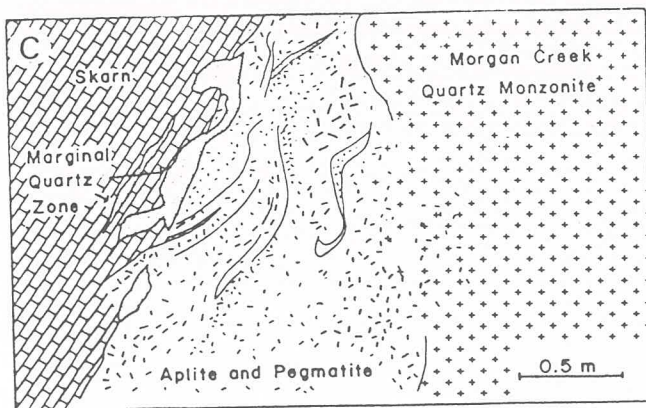 C
Skarn
Marginal
Quartz
Zone
Morgan Creek
Quartz Monzonite
Aplite and Pegmatite
0.5 m